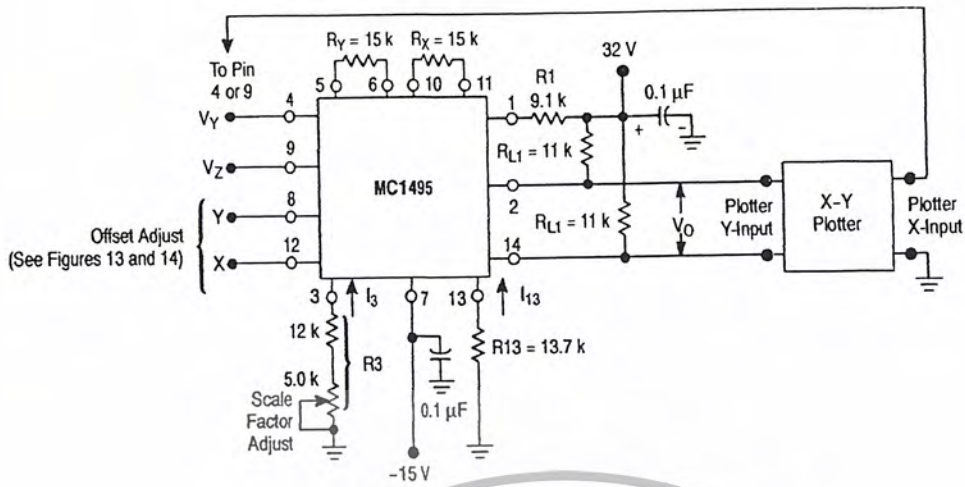 To Pin
4 or 9
R_Y = 15 k
R_X = 15 k
5
6
10
11
R1
9.1 k
32 V
0.1 µF
+
−
V_Y
4
1
R_L1 = 11 k
V_Z
9
MC1495
2
Y
8
R_L1 = 11 k
V_O
Plotter
Y-Input
X–Y
Plotter
Plotter
X-Input
Offset Adjust
(See Figures 13 and 14)
X
12
14
3
I_3
7
13
I_13
12 k
R3
R13 = 13.7 k
5.0 k
Scale
Factor
Adjust
0.1 µF
–15 V